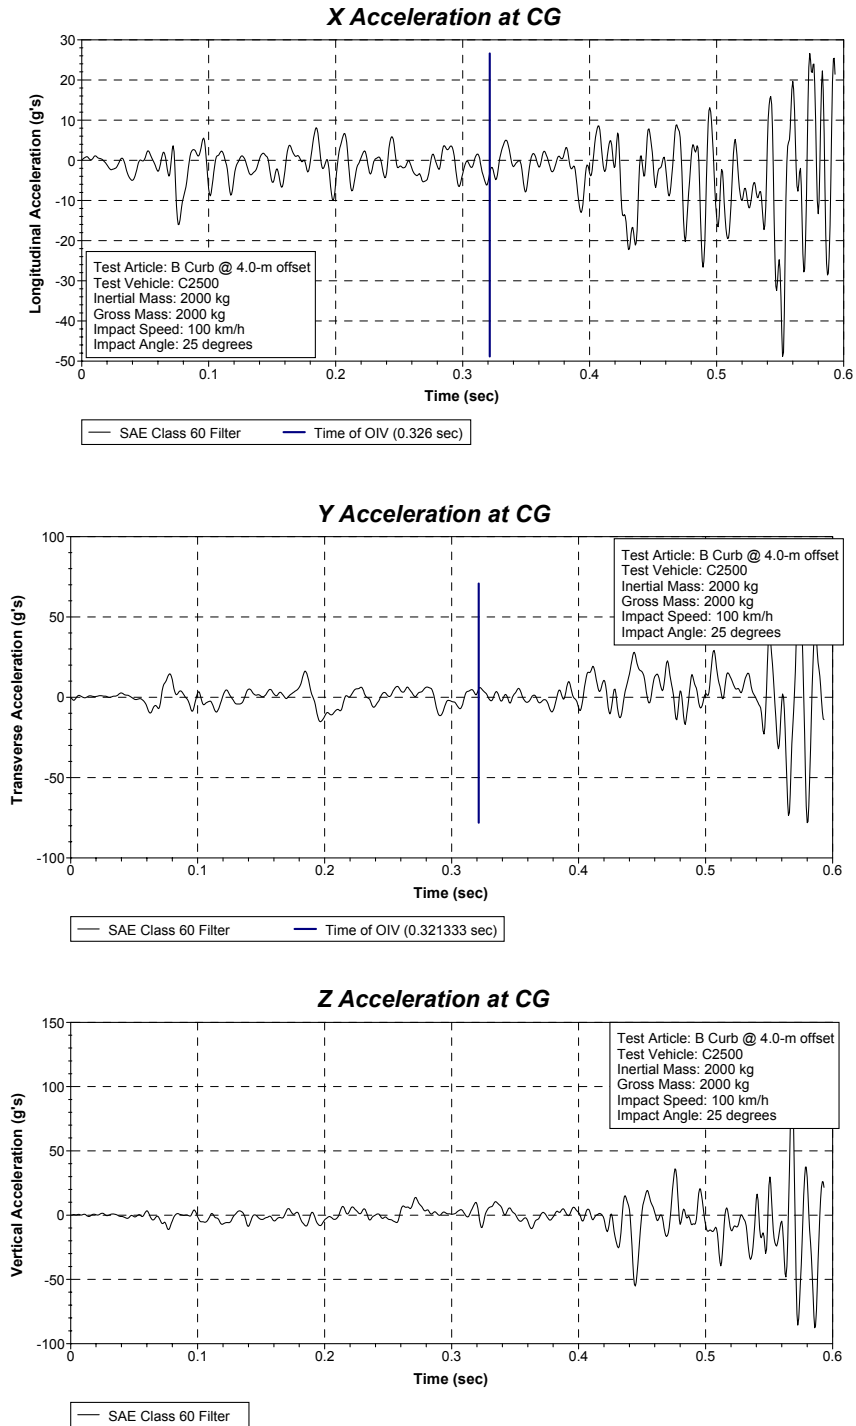 X Acceleration at CG
30
20
10
0
-10
-20
-30
-40
-50
Longitudinal Acceleration (g's)
Test Article: B Curb @ 4.0-m offset
Test Vehicle: C2500
Inertial Mass: 2000 kg
Gross Mass: 2000 kg
Impact Speed: 100 km/h
Impact Angle: 25 degrees
0 0.1 0.2 0.3 0.4 0.5 0.6
Time (sec)
SAE Class 60 Filter Time of OIV (0.326 sec)
Y Acceleration at CG
100
50
0
-50
-100
Transverse Acceleration (g's)
Test Article: B Curb @ 4.0-m offset
Test Vehicle: C2500
Inertial Mass: 2000 kg
Gross Mass: 2000 kg
Impact Speed: 100 km/h
Impact Angle: 25 degrees
0 0.1 0.2 0.3 0.4 0.5 0.6
Time (sec)
SAE Class 60 Filter Time of OIV (0.321333 sec)
Z Acceleration at CG
150
100
50
0
-50
-100
Vertical Acceleration (g's)
Test Article: B Curb @ 4.0-m offset
Test Vehicle: C2500
Inertial Mass: 2000 kg
Gross Mass: 2000 kg
Impact Speed: 100 km/h
Impact Angle: 25 degrees
0 0.1 0.2 0.3 0.4 0.5 0.6
Time (sec)
SAE Class 60 Filter